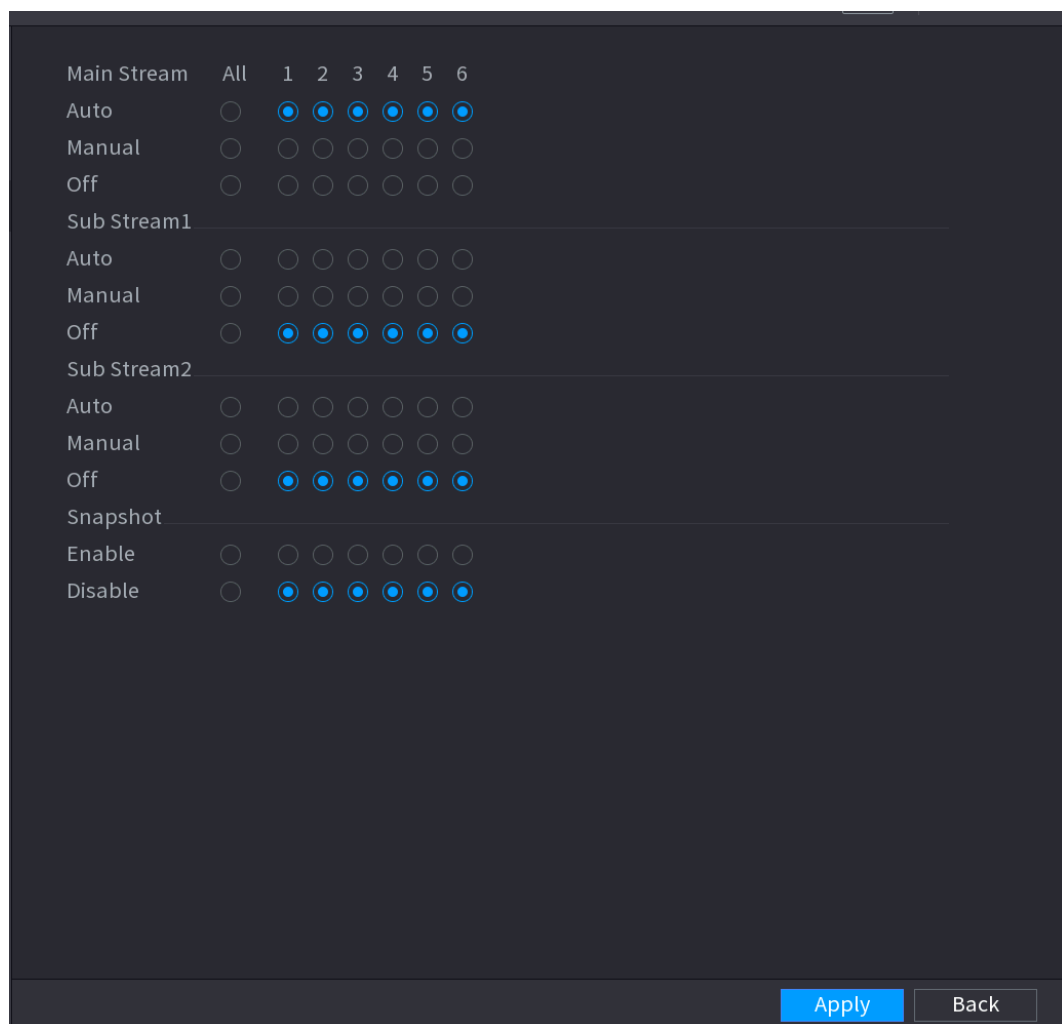 Main Stream All 1 2 3 4 5 6
Auto
Manual
Off
Sub Stream1
Auto
Manual
Off
Sub Stream2
Auto
Manual
Off
Snapshot
Enable
Disable
Apply Back